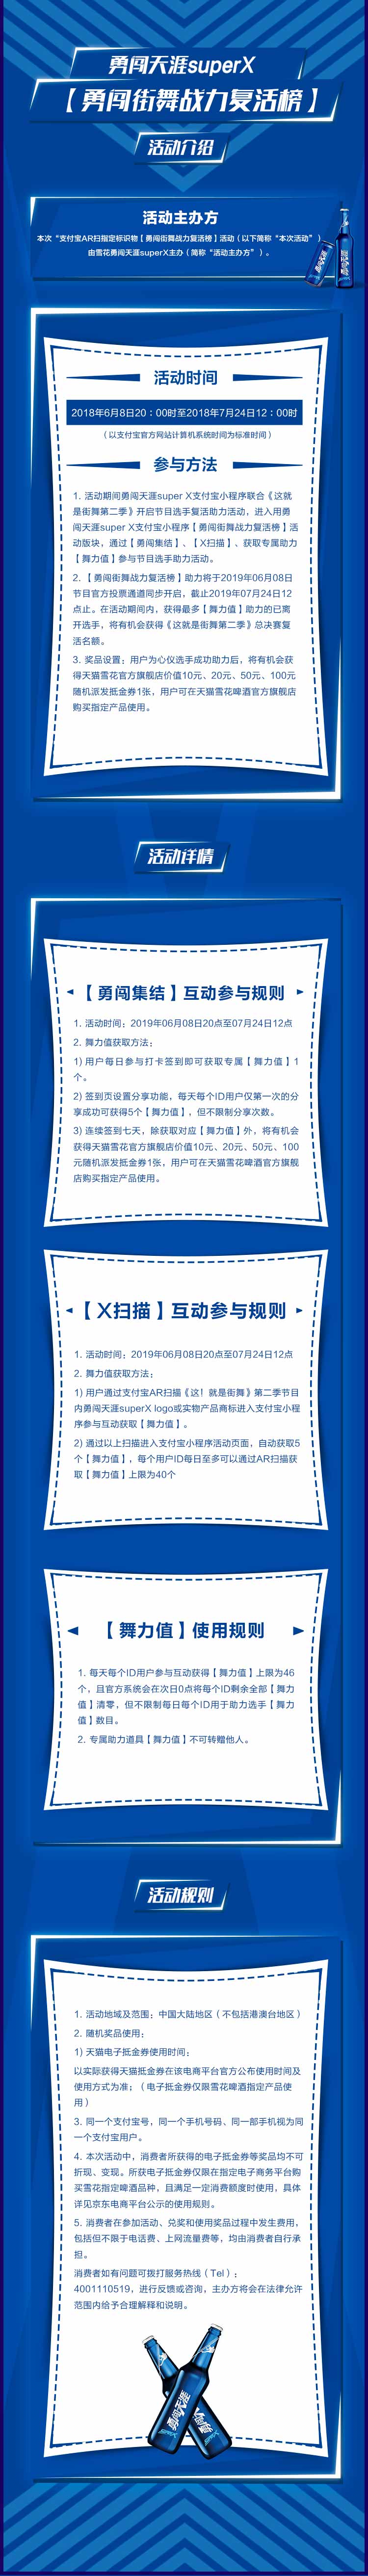 勇闯天涯superX
【勇闯街舞战力复活榜】
活动介绍
活动主办方
本次“支付宝AR扫指定标识物【勇闯街舞战力复活榜】活动（以下简称“本次活动”）
由雪花勇闯天涯superX主办（简称“活动主办方”）。
勇闯天涯
勇闯天涯
活动时间
2018年6月8日20：00时至2018年7月24日12：00时
（以支付宝官方网站计算机系统时间为标准时间）
参与方法
1. 活动期间勇闯天涯super X支付宝小程序联合《这就
是街舞第二季》开启节目选手复活助力活动，进入用勇
闯天涯super X支付宝小程序【勇闯街舞战力复活榜】活
动版块，通过【勇闯集结】、【X扫描】、获取专属助力
【舞力值】参与节目选手助力活动。
2. 【勇闯街舞战力复活榜】助力将于2019年06月08日
节目官方投票通道同步开启，截止2019年07月24日12
点止。在活动期间内，获得最多【舞力值】助力的已离
开选手，将有机会获得《这就是街舞第二季》总决赛复
活名额。
3. 奖品设置：用户为心仪选手成功助力后，将有机会获
得天猫雪花官方旗舰店价值10元、20元、50元、100元
随机派发抵金券1张，用户可在天猫雪花啤酒官方旗舰店
购买指定产品使用。
活动详情
【勇闯集结】互动参与规则
1. 活动时间：2019年06月08日20点至07月24日12点
2. 舞力值获取方法：
1) 用户每日参与打卡签到即可获取专属【舞力值】1
个。
2) 签到页设置分享功能，每天每个ID用户仅第一次的分
享成功可获得5个【舞力值】，但不限制分享次数。
3) 连续签到七天，除获取对应【舞力值】外，将有机会
获得天猫雪花官方旗舰店价值10元、20元、50元、100
元随机派发抵金券1张，用户可在天猫雪花啤酒官方旗舰
店购买指定产品使用。
【X扫描】互动参与规则
1. 活动时间：2019年06月08日20点至07月24日12点
2. 舞力值获取方法：
1) 用户通过支付宝AR扫描《这！就是街舞》第二季节目
内勇闯天涯superX logo或实物产品商标进入支付宝小程
序参与互动获取【舞力值】。
2) 通过以上扫描进入支付宝小程序活动页面，自动获取5
个【舞力值】，每个用户ID每日至多可以通过AR扫描获
取【舞力值】上限为40个
【舞力值】使用规则
1. 每天每个ID用户参与互动获得【舞力值】上限为46
个，且官方系统会在次日0点将每个ID剩余全部【舞力
值】清零，但不限制每日每个ID用于助力选手【舞力
值】数目。
2. 专属助力道具【舞力值】不可转赠他人。
活动规则
1. 活动地域及范围：中国大陆地区（不包括港澳台地区）
2. 随机奖品使用：
1) 天猫电子抵金券使用时间：
以实际获得天猫抵金券在该电商平台官方公布使用时间及
使用方式为准；（电子抵金券仅限雪花啤酒指定产品使
用）
3. 同一个支付宝号，同一个手机号码、同一部手机视为同
一个支付宝用户。
4. 本次活动中，消费者所获得的电子抵金券等奖品均不可
折现、变现。所获电子抵金券仅限在指定电子商务平台购
买雪花指定啤酒品种，且满足一定消费额度时使用，具体
详见京东电商平台公示的使用规则。
5. 消费者在参加活动、兑奖和使用奖品过程中发生费用，
包括但不限于电话费、上网流量费等，均由消费者自行承
担。
消费者如有问题可拨打服务热线（Tel）：
4001110519，进行反馈或咨询，主办方将会在法律允许
范围内给予合理解释和说明。
勇闯天涯